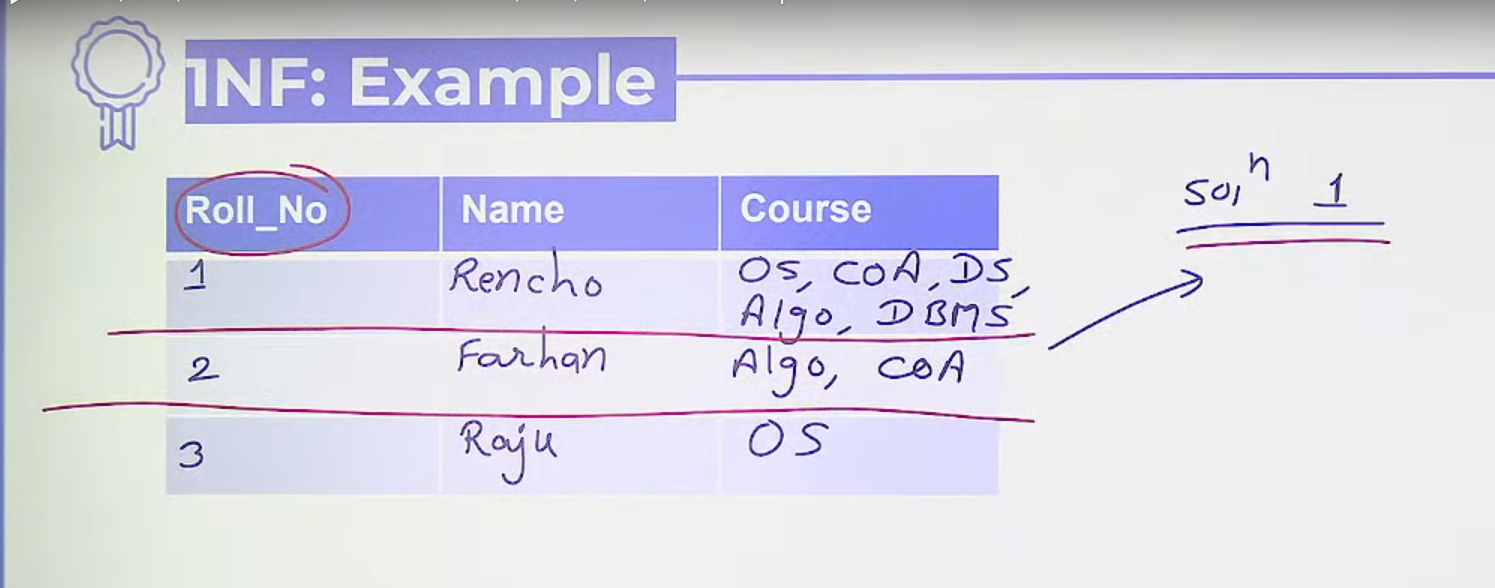 1NF: Example
Roll_No Name Course
1 Rencho OS, COA, DS,
Algo, DBMS
2 Farhan Algo, COA
3 Raju OS
Solⁿ 1